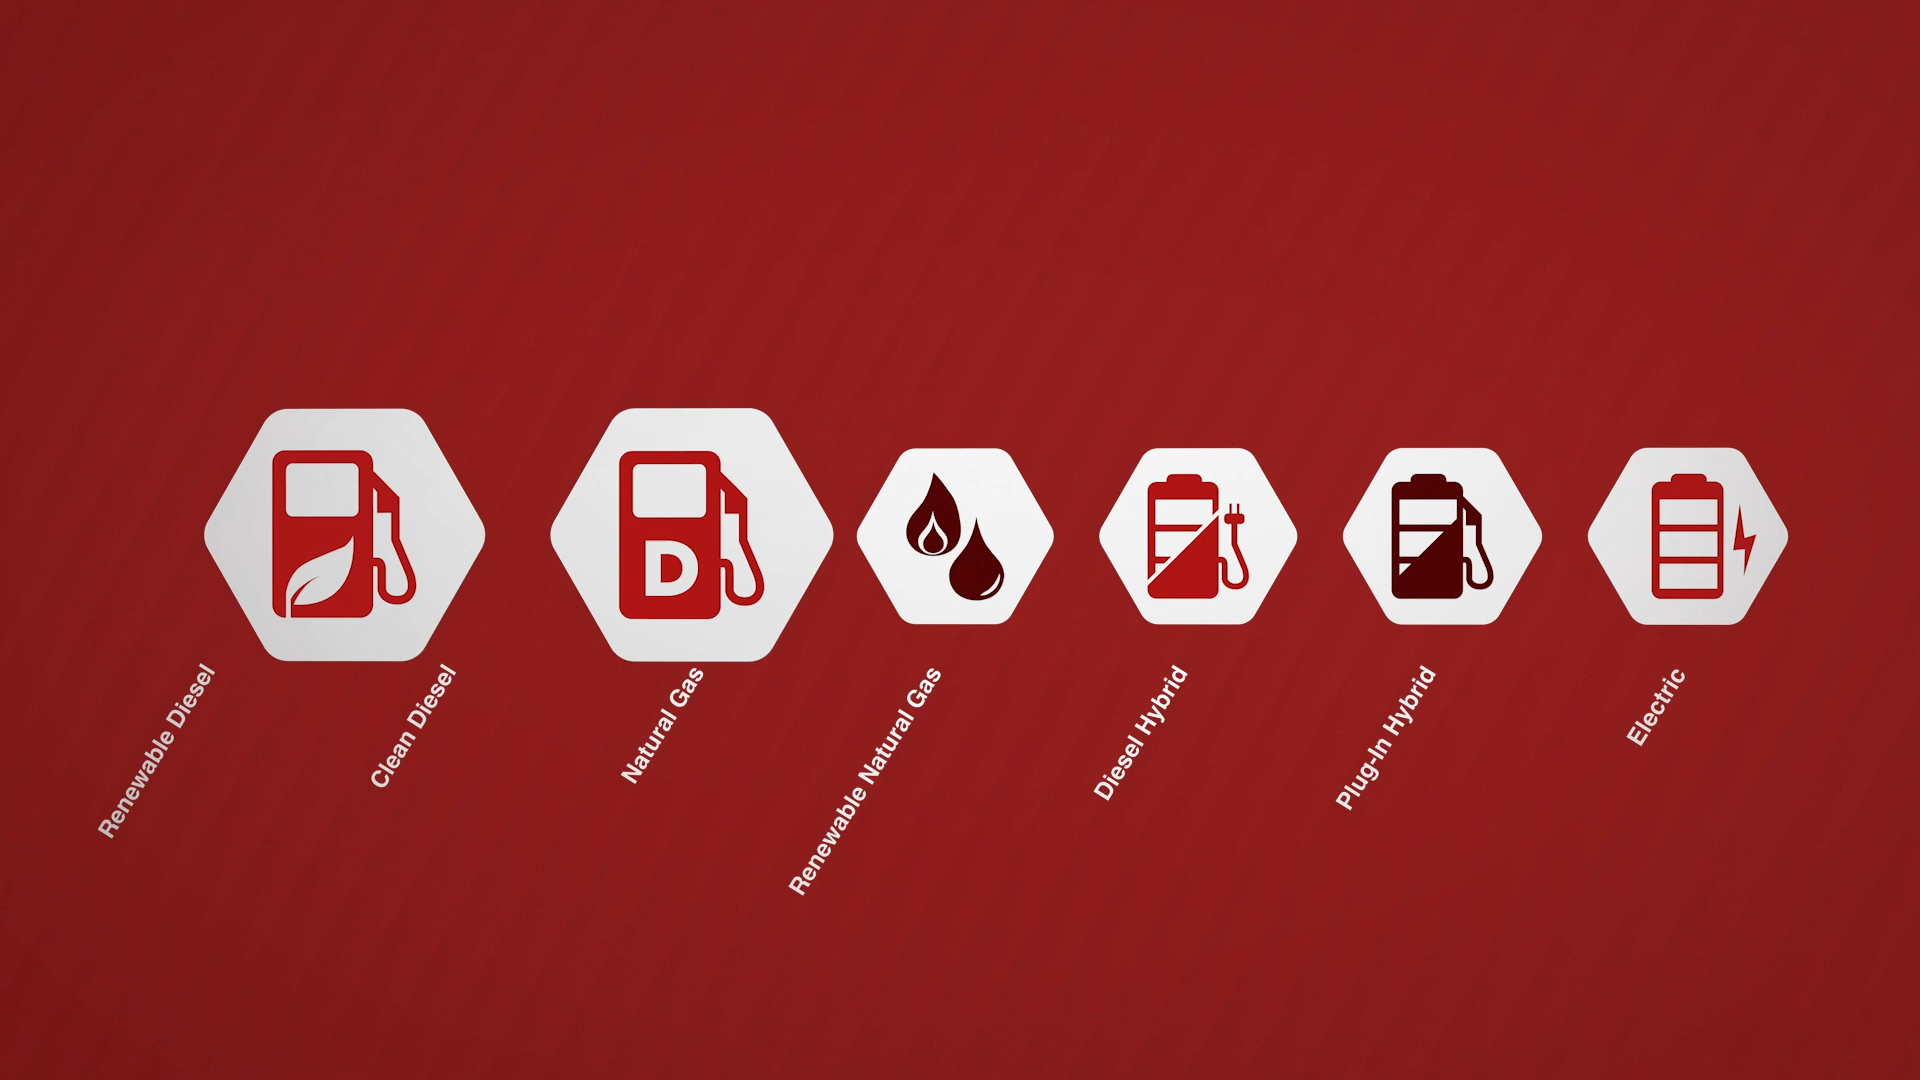 D
Renewable Diesel
Clean Diesel
Natural Gas
Renewable Natural Gas
Diesel Hybrid
Plug-In Hybrid
Electric